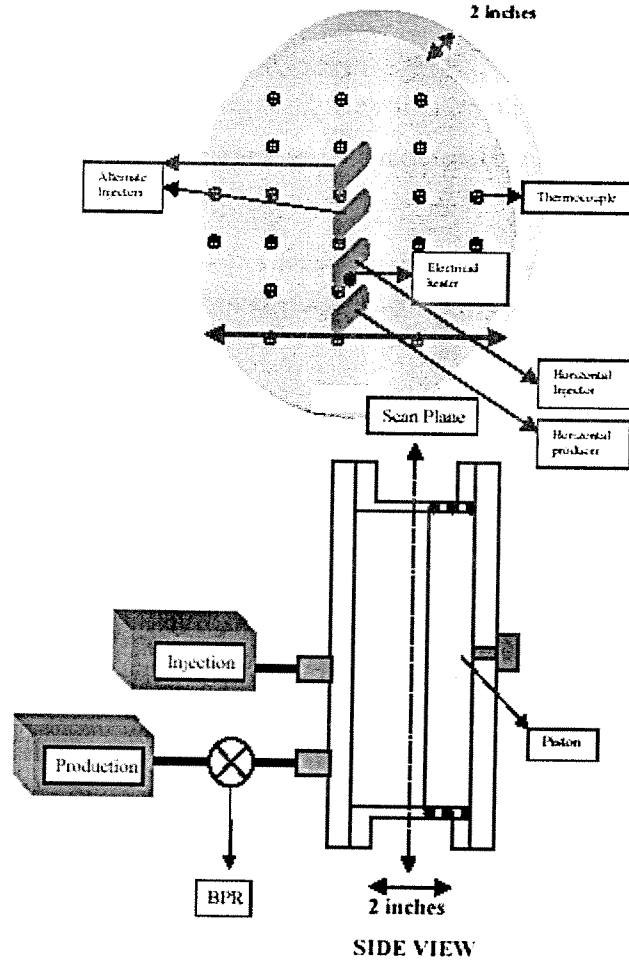 2 inches
Alternate
Injectors
Thermocouple
Electrical
heater
Horizontal
Injector
Horizontal
producer
Scan Plane
Injection
Production
Piston
BPR
2 inches
SIDE VIEW